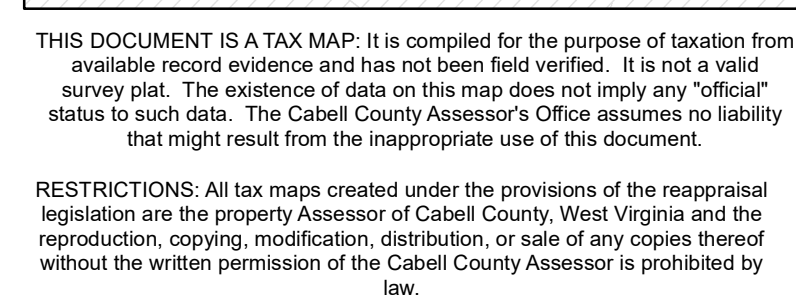 THIS DOCUMENT IS A TAX MAP: It is compiled for the purpose of taxation from
available record evidence and has not been field verified.  It is not a valid
survey plat.  The existence of data on this map does not imply any "official"
status to such data.  The Cabell County Assessor's Office assumes no liability
that might result from the inappropriate use of this document.
RESTRICTIONS: All tax maps created under the provisions of the reappraisal
legislation are the property Assessor of Cabell County, West Virginia and the
reproduction, copying, modification, distribution, or sale of any copies thereof
without the written permission of the Cabell County Assessor is prohibited by
law.